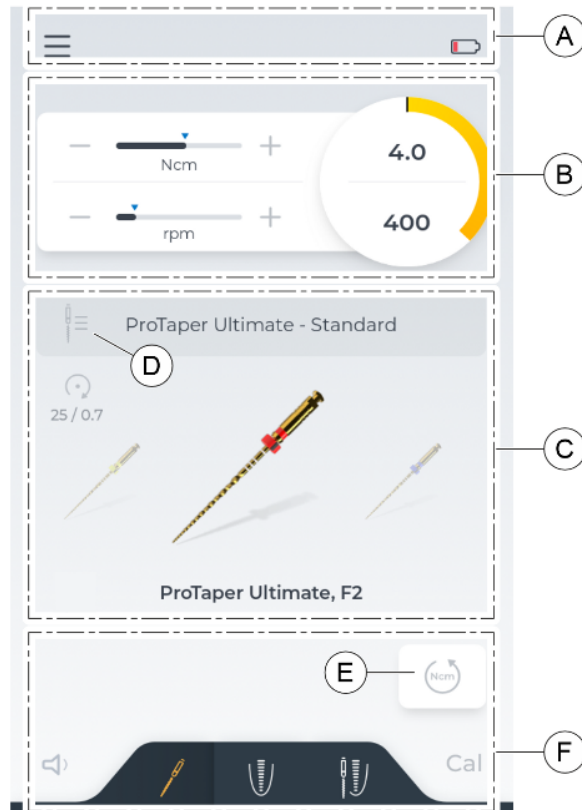 A
Ncm
4.0
B
rpm
400
ProTaper Ultimate - Standard
D
25 / 0.7
C
ProTaper Ultimate, F2
E
Ncm
Cal
F